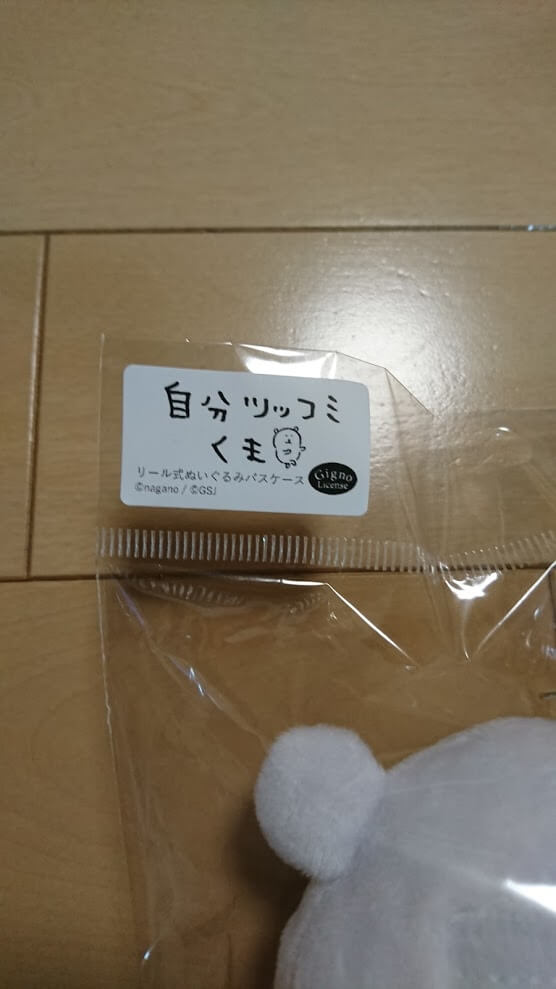 自分ツッコミ
くま
リール式ぬいぐるみパスケース
©nagano / ©GSJ
Gigno
License